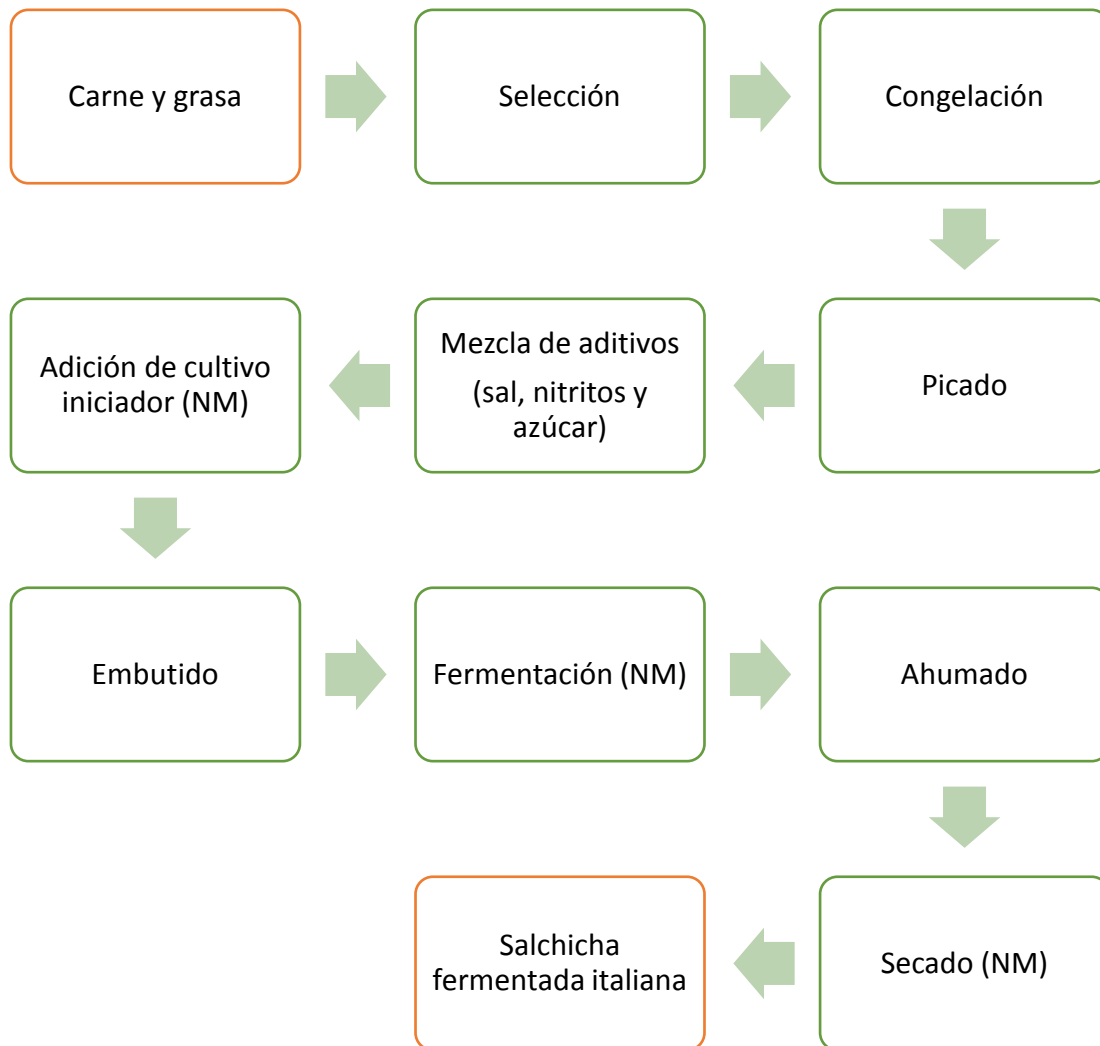 Carne y grasa
Selección
Congelación
Picado
Mezcla de aditivos
(sal, nitritos y
azúcar)
Adición de cultivo
iniciador (NM)
Embutido
Fermentación (NM)
Ahumado
Secado (NM)
Salchicha
fermentada italiana